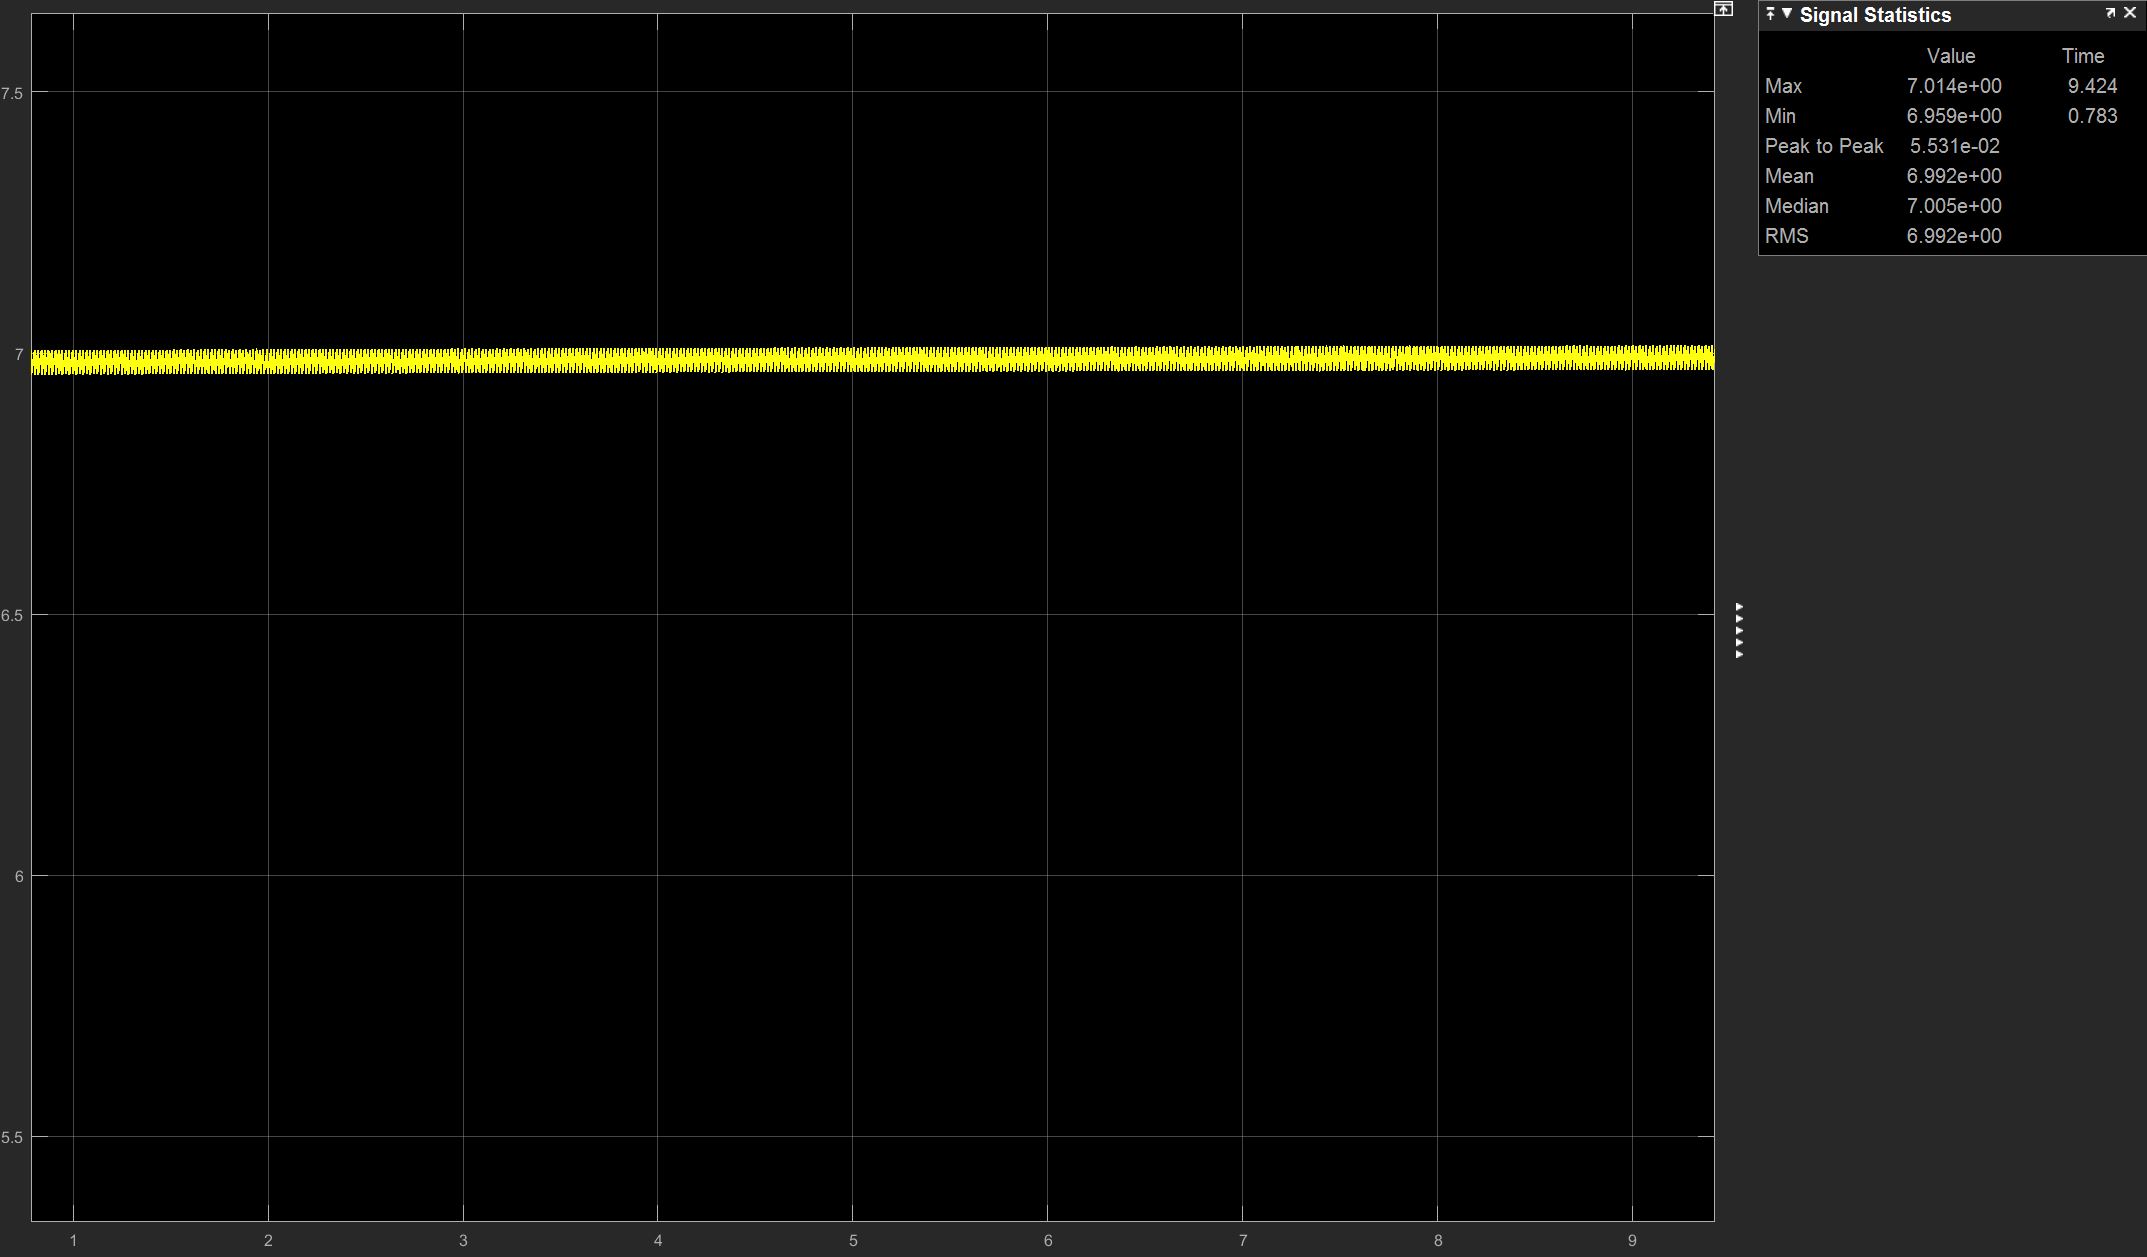 Signal Statistics
Value Time
Max 7.014e+00 9.424
Min 6.959e+00 0.783
Peak to Peak 5.531e-02
Mean 6.992e+00
Median 7.005e+00
RMS 6.992e+00
7.5
7
6.5
6
5.5
1 2 3 4 5 6 7 8 9